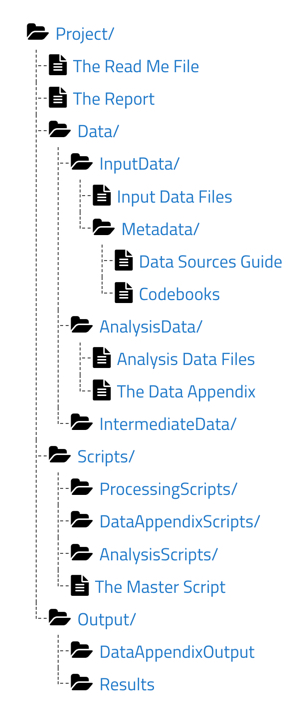 Project/
The Read Me File
The Report
Data/
InputData/
Input Data Files
Metadata/
Data Sources Guide
Codebooks
AnalysisData/
Analysis Data Files
The Data Appendix
IntermediateData/
Scripts/
ProcessingScripts/
DataAppendixScripts/
AnalysisScripts/
The Master Script
Output/
DataAppendixOutput
Results